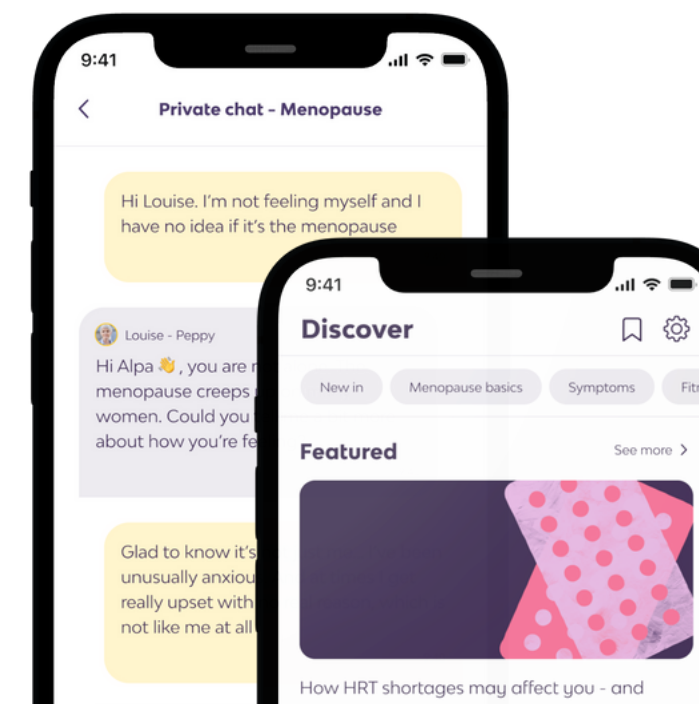 9:41
Private chat - Menopause
Hi Louise. I'm not feeling myself and I
have no idea if it's the menopause
Louise - Peppy
Hi Alpa 👋, you are
menopause creeps
women. Could you
about how you're
Glad to know it's
unusually
really upset with
not like me at all
9:41
Discover
New in
Menopause basics
Symptoms
Featured
See more >
How HRT shortages may affect you - and